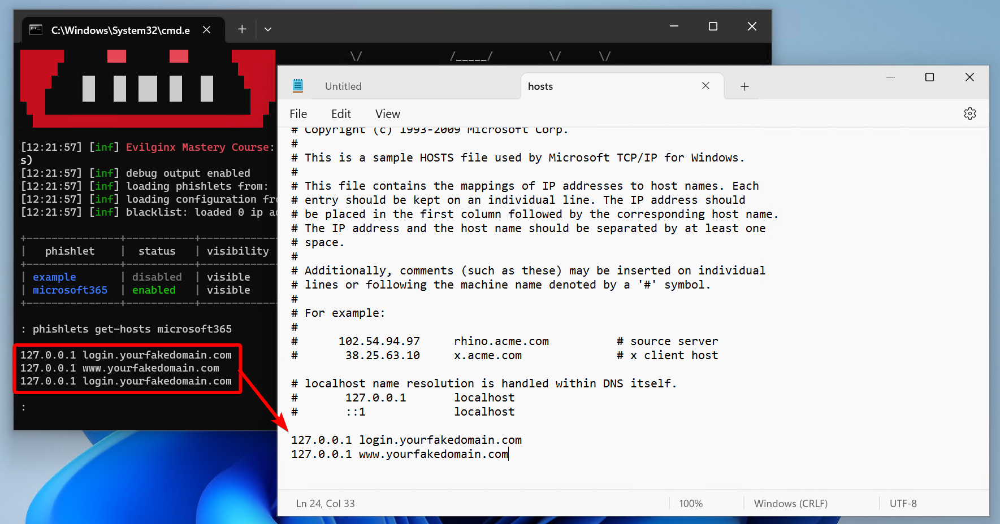 C:\Windows\System32\cmd.e
\/ /_____/ \/ \/
[12:21:57] [inf] Evilginx Mastery Course:
s)
[12:21:57] [inf] debug output enabled
[12:21:57] [inf] loading phishlets from:
[12:21:57] [inf] loading configuration fro
[12:21:57] [inf] blacklist: loaded 0 ip ad
+----------------+-----------+-------------
| phishlet | status | visibility
+----------------+-----------+-------------
| example | disabled | visible
| microsoft365 | enabled | visible
+----------------+-----------+-------------
: phishlets get-hosts microsoft365
127.0.0.1 login.yourfakedomain.com
127.0.0.1 www.yourfakedomain.com
127.0.0.1 login.yourfakedomain.com
:
Untitled
hosts
File Edit View
# Copyright (c) 1993-2009 Microsoft Corp.
#
# This is a sample HOSTS file used by Microsoft TCP/IP for Windows.
#
# This file contains the mappings of IP addresses to host names. Each
# entry should be kept on an individual line. The IP address should
# be placed in the first column followed by the corresponding host name.
# The IP address and the host name should be separated by at least one
# space.
#
# Additionally, comments (such as these) may be inserted on individual
# lines or following the machine name denoted by a '#' symbol.
#
# For example:
#
# 102.54.94.97 rhino.acme.com # source server
# 38.25.63.10 x.acme.com # x client host
# localhost name resolution is handled within DNS itself.
# 127.0.0.1 localhost
# ::1 localhost
127.0.0.1 login.yourfakedomain.com
127.0.0.1 www.yourfakedomain.com
Ln 24, Col 33
100%
Windows (CRLF)
UTF-8